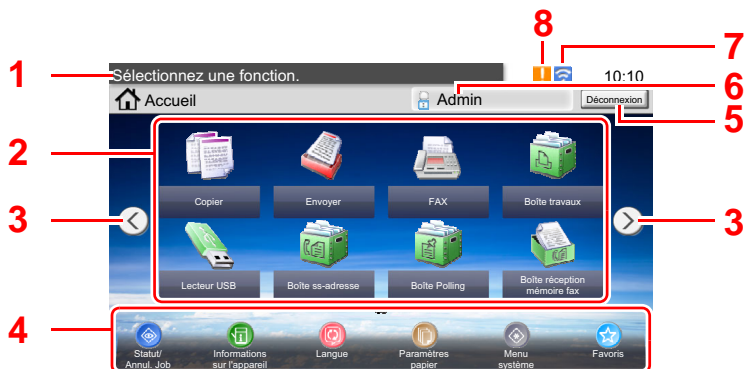 8
7
1
Sélectionnez une fonction.
10:10
6
Accueil
Admin
Déconnexion
5
2
Copier
Envoyer
FAX
Boîte travaux
3
3
Lecteur USB
Boîte ss-adresse
Boîte Polling
Boîte réception
mémoire fax
4
Statut/
Annul. Job
Informations
sur l'appareil
Langue
Paramètres
papier
Menu
système
Favoris